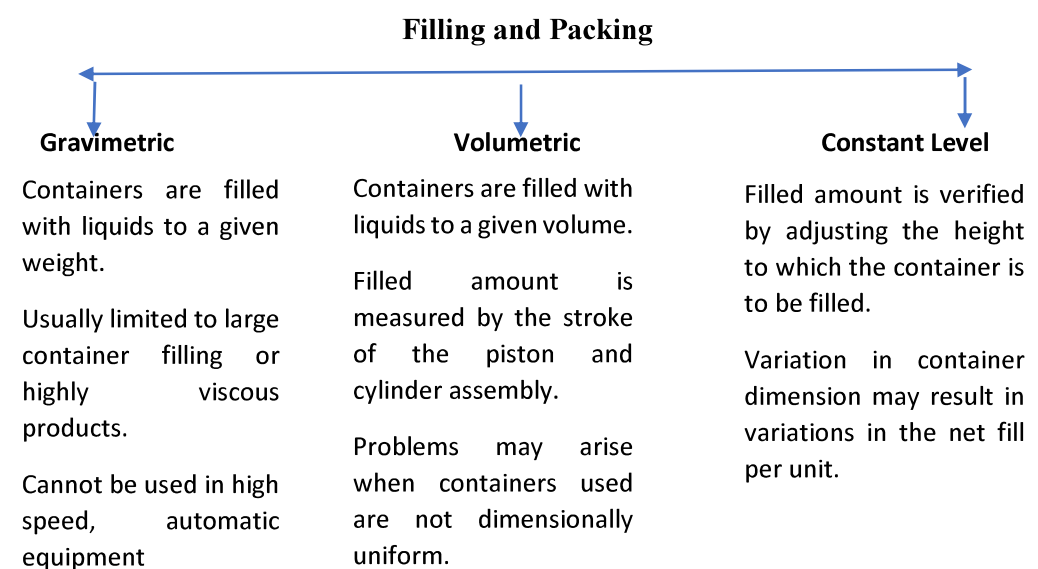 Filling and Packing
Gravimetric
Containers are filled
with liquids to a given
weight.
Usually limited to large
container filling or
highly viscous
products.
Cannot be used in high
speed, automatic
equipment
Volumetric
Containers are filled with
liquids to a given volume.
Filled amount is
measured by the stroke
of the piston and
cylinder assembly.
Problems may arise
when containers used
are not dimensionally
uniform.
Constant Level
Filled amount is verified
by adjusting the height
to which the container is
to be filled.
Variation in container
dimension may result in
variations in the net fill
per unit.